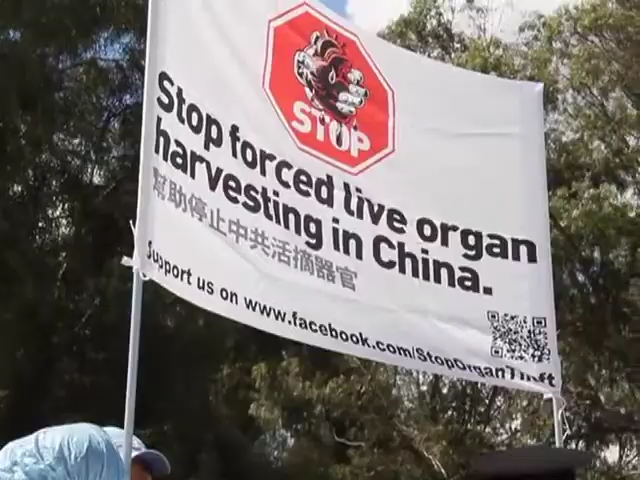 STOP
Stop forced live organ
harvesting in China.
幫助停止中共活摘器官
Support us on www.facebook.com/StopOrganTheft